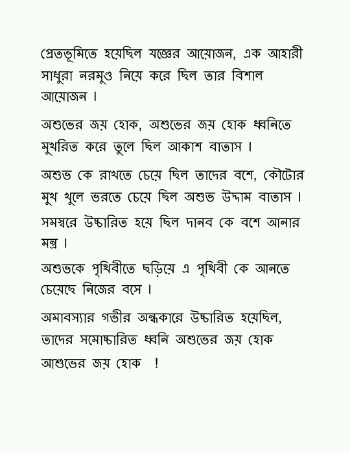 প্রেতভূমিতে হয়েছিল যজ্ঞের আয়োজন, এক আহারী
সাধুরা নরমুণ্ড নিয়ে করে ছিল তার বিশাল
আয়োজন ।
অশুভের জয় হোক, অশুভের জয় হোক ধ্বনিতে
মুখরিত করে তুলে ছিল আকাশ বাতাস ।
অশুভ কে রাখতে চেয়ে ছিল তাদের বশে, কৌটোর
মুখ খুলে ভরতে চেয়ে ছিল অশুভ উদ্দাম বাতাস ।
সমস্বরে উচ্চারিত হয়ে ছিল দানব কে বশে আনার
মন্ত্র ।
অশুভকে পৃথিবীতে ছড়িয়ে এ পৃথিবী কে আনতে
চেয়েছে নিজের বসে ।
অমাবস্যার গভীর অন্ধকারে উচ্চারিত হয়েছিল,
তাদের সমোচ্চারিত ধ্বনি অশুভের জয় হোক
আশুভের জয় হোক !